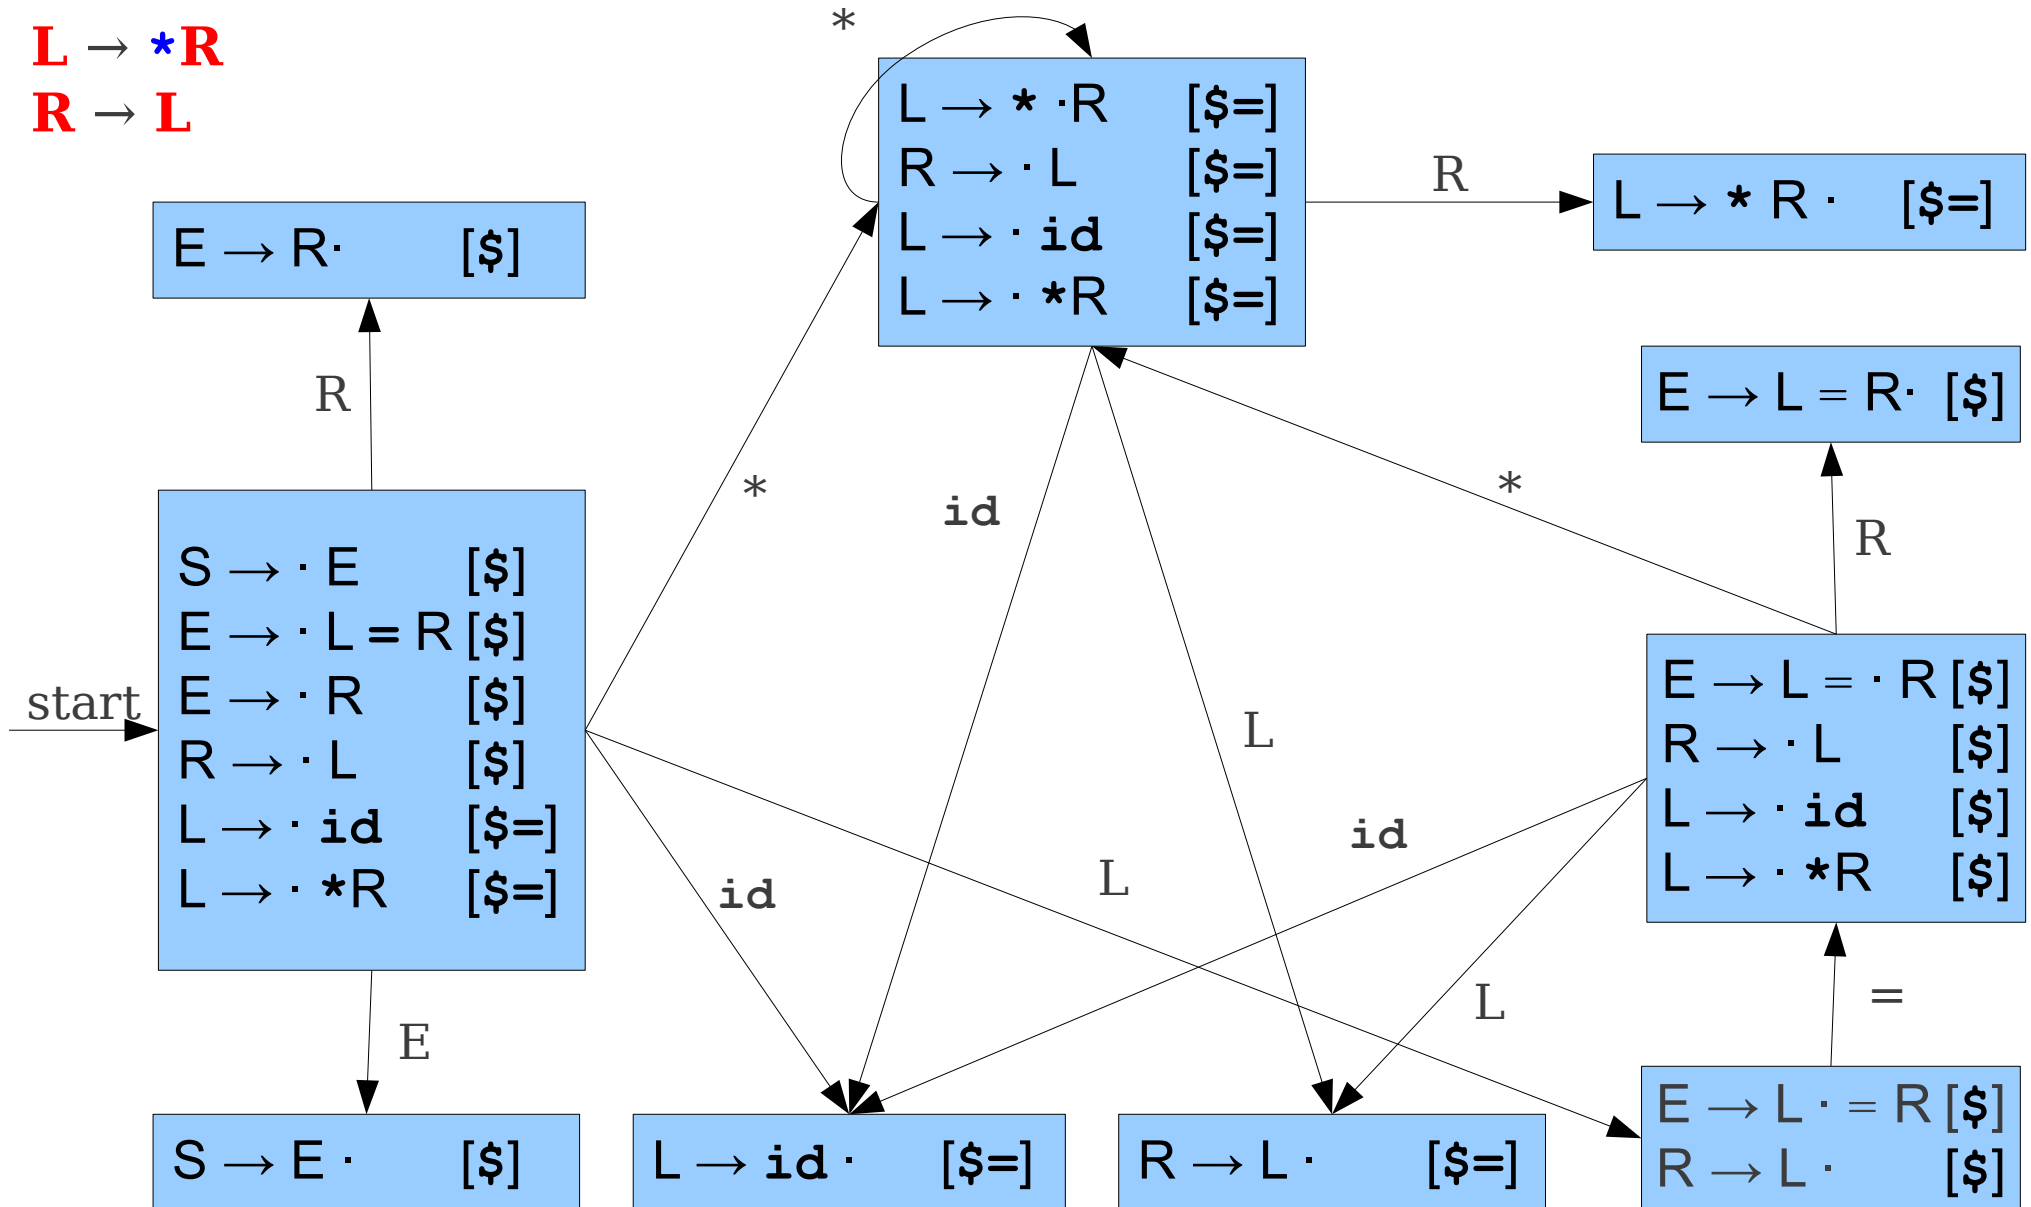 L → *R
R → L
*
L → * ·R [$=]
R → · L [$=]
L → · id [$=]
L → · *R [$=]
R
L → * R · [$=]
E → R· [$]
R
E → L = R· [$]
R
*
*
id
start
S → · E [$]
E → · L = R [$]
E → · R [$]
R → · L [$]
L → · id [$=]
L → · *R [$=]
L
id
id
L
E → L = · R [$]
R → · L [$]
L → · id [$]
L → · *R [$]
L
=
E
S → E · [$]
L → id · [$=]
R → L · [$=]
E → L · = R [$]
R → L · [$]